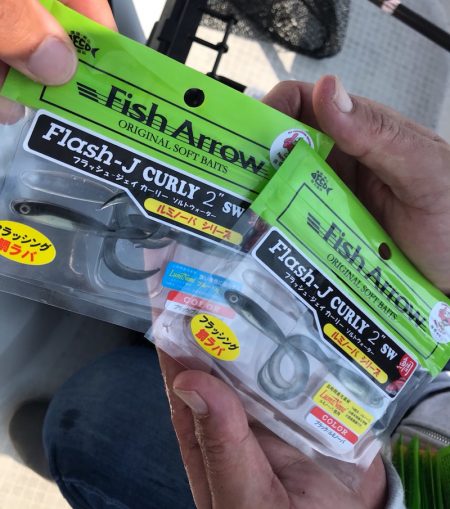 Fish Arrow
ORIGINAL SOFT BAITS
Flash-J CURLY 2" SW
フラッシュ・ジェイ カーリー ソルトウォーター
ルミノーバ シリーズ
フラッシング
鯛ラバ
Fish Arrow
ORIGINAL SOFT BAITS
Flash-J CURLY 2" SW
フラッシュ・ジェイ カーリー ソルトウォーター
ルミノーバ シリーズ
鯛
LumiNova
COLOR
フラッシング
鯛ラバ
LumiNova
COLOR